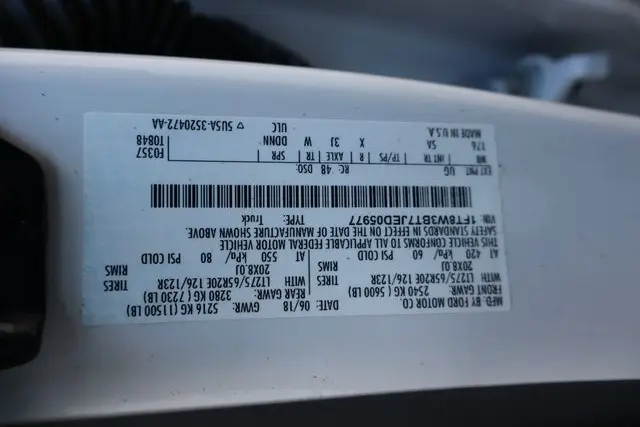 MFD. BY FORD MOTOR CO.
DATE: 06/18 GVWR: 5216 KG (11500 LB)
FRONT GAWR: 2540 KG (5600 LB) REAR GAWR: 3280 KG (7230 LB)
WITH LT275/65R20E 126/123R TIRES WITH LT275/65R20E 126/123R TIRES
20X8.0J RIMS 20X8.0J RIMS
AT 420 kPa/ 60 PSI COLD AT 550 kPa/ 80 PSI COLD
THIS VEHICLE CONFORMS TO ALL APPLICABLE FEDERAL MOTOR VEHICLE
SAFETY STANDARDS IN EFFECT ON THE DATE OF MANUFACTURE SHOWN ABOVE.
VIN: 1FT8W3BT7JED05977 TYPE: Truck
EXT PNT: UG RC: 48 DSO: F0357
WB INT TR TP/PS R AXLE TR SPR T0848
176 SA X 3J W DDNN
MADE IN U.S.A. ULC
▽ 5U5A-3520472-AA